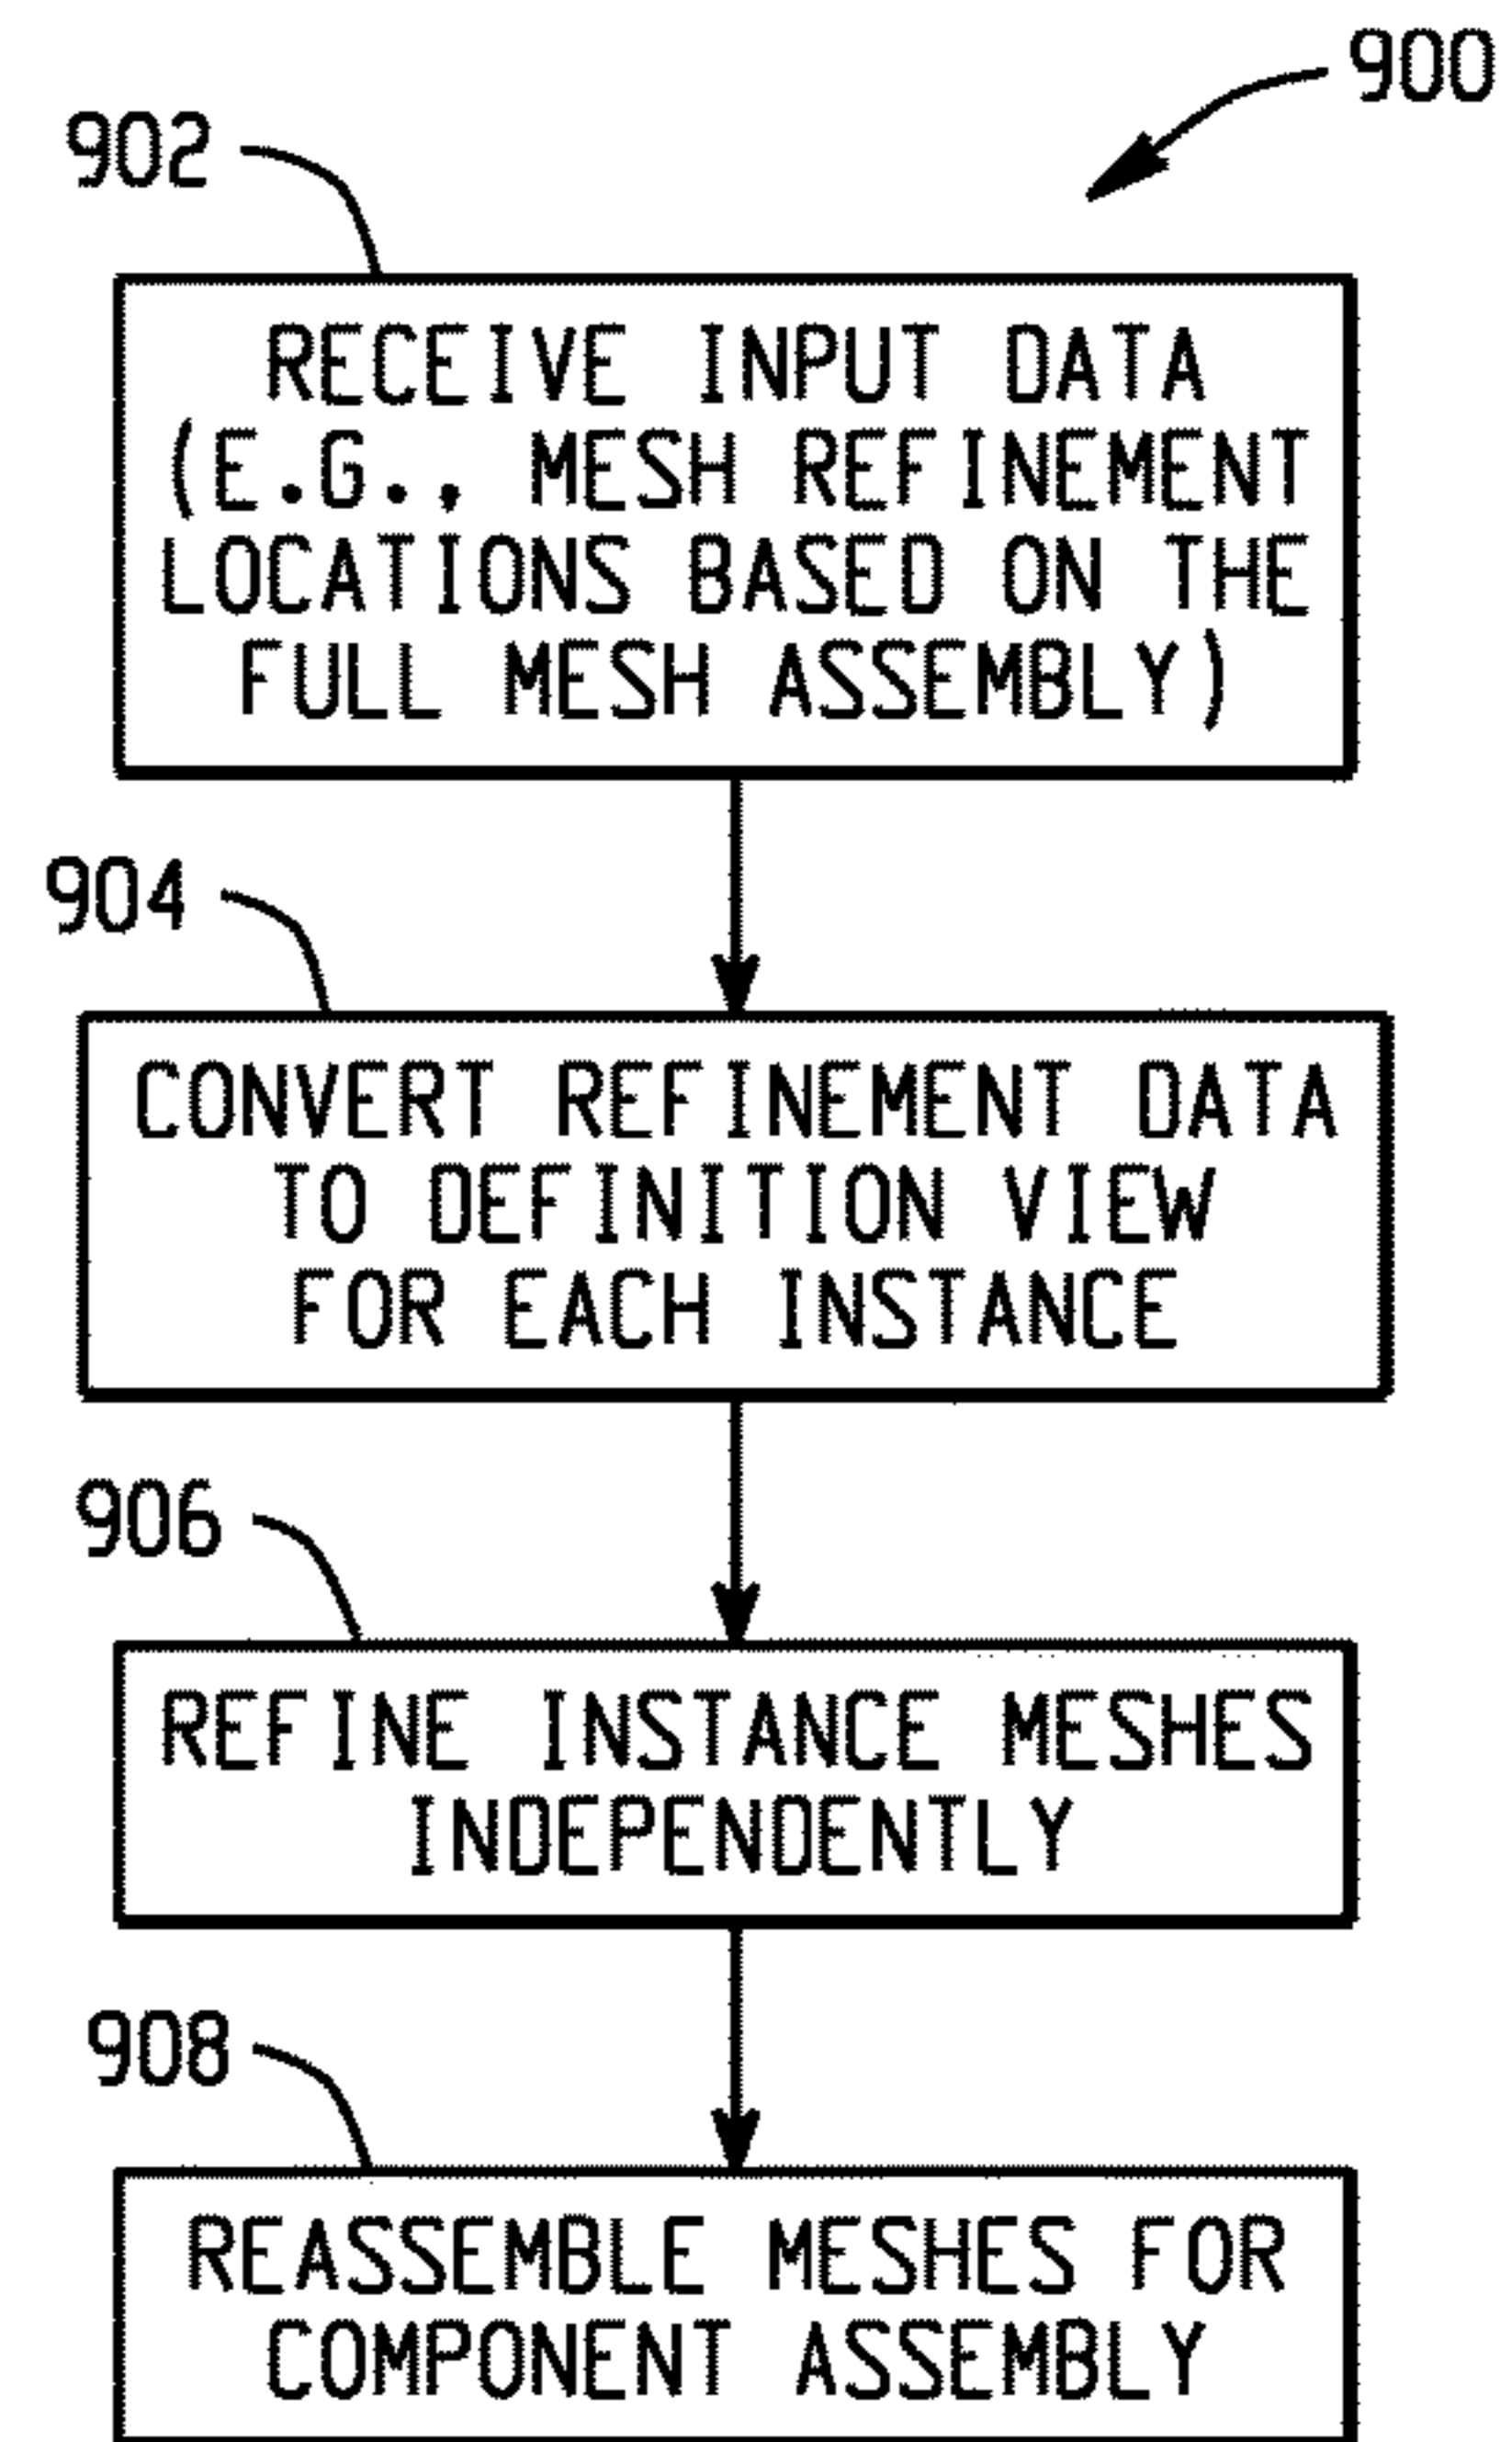 900
902
RECEIVE INPUT DATA
(E.G., MESH REFINEMENT
LOCATIONS BASED ON THE
FULL MESH ASSEMBLY)
904
CONVERT REFINEMENT DATA
TO DEFINITION VIEW
FOR EACH INSTANCE
906
REFINE INSTANCE MESHES
INDEPENDENTLY
908
REASSEMBLE MESHES FOR
COMPONENT ASSEMBLY